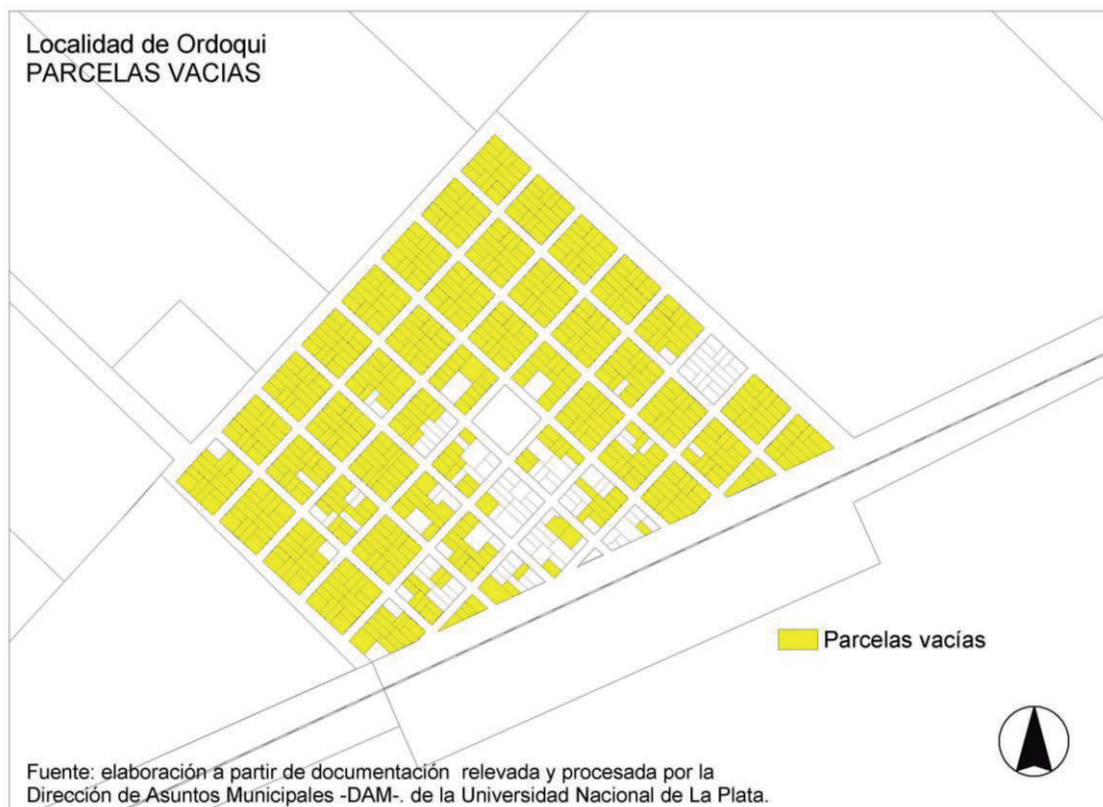 Localidad de Ordoqui
PARCELAS VACIAS
Parcelas vacías
Fuente: elaboración a partir de documentación relevada y procesada por la
Dirección de Asuntos Municipales -DAM-. de la Universidad Nacional de La Plata.